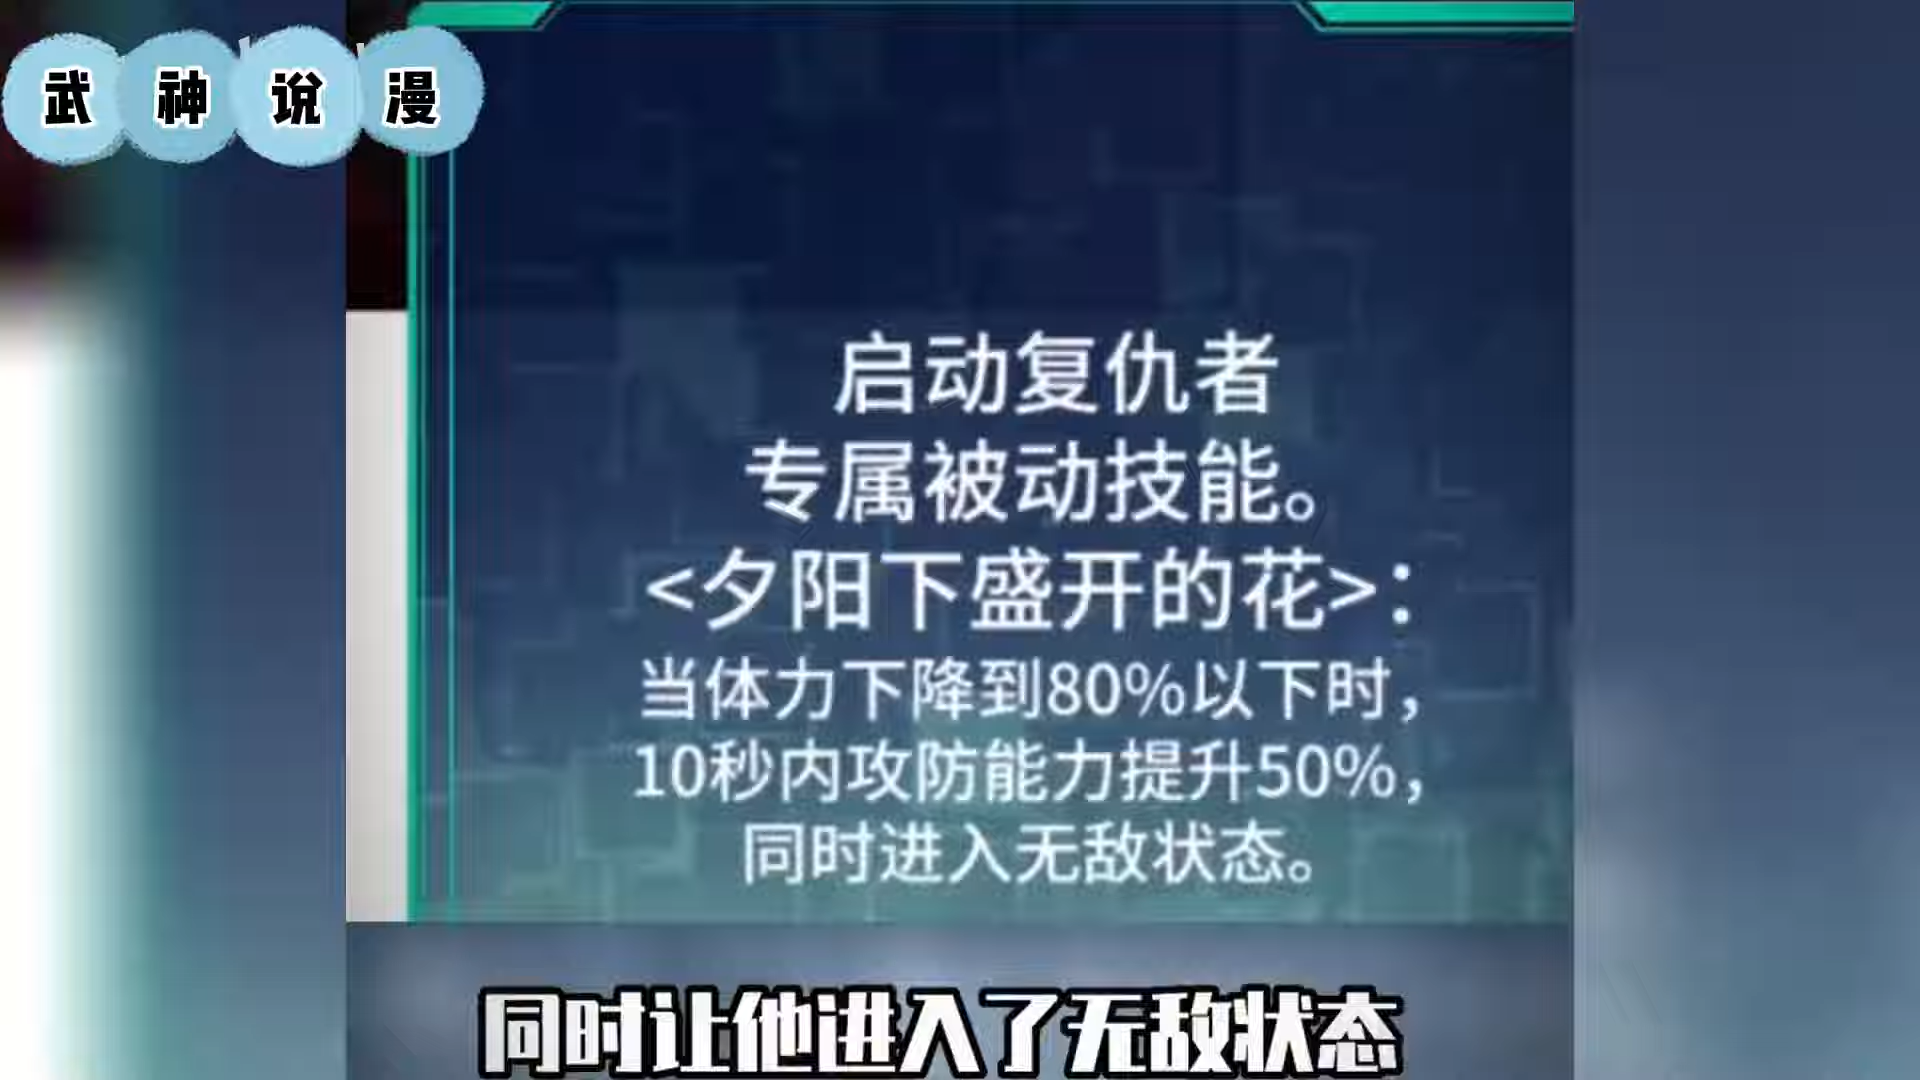 武神说漫
启动复仇者
专属被动技能。
<夕阳下盛开的花>：
当体力下降到80%以下时，
10秒内攻防能力提升50%，
同时进入无敌状态。
同时让他进入了无敌状态